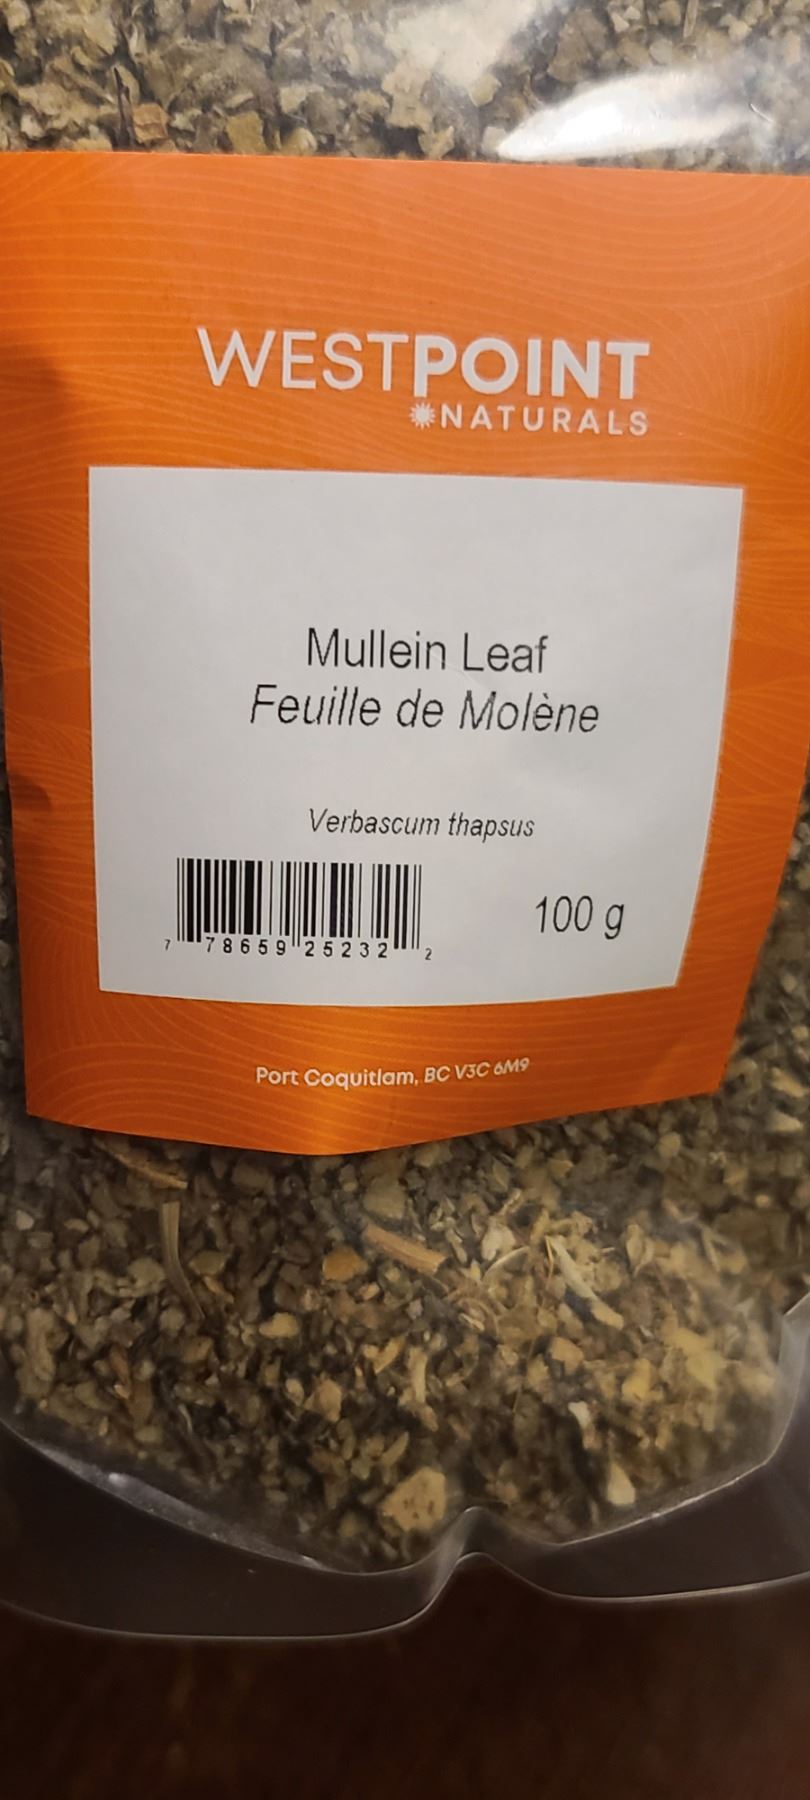 WESTPOINT
NATURALS
Mullein Leaf
Feuille de Molène
Verbascum thapsus
100 g
7 78659 25232 2
Port Coquitlam, BC V3C 6M9